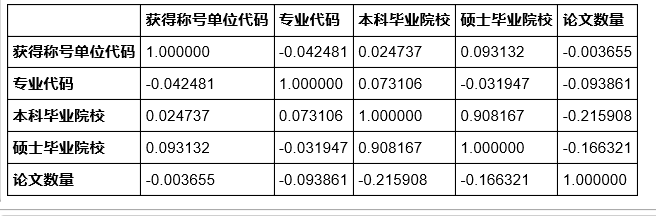 获得称号单位代码 专业代码 本科毕业院校 硕士毕业院校 论文数量
获得称号单位代码 1.000000 -0.042481 0.024737 0.093132 -0.003655
专业代码 -0.042481 1.000000 0.073106 -0.031947 -0.093861
本科毕业院校 0.024737 0.073106 1.000000 0.908167 -0.215908
硕士毕业院校 0.093132 -0.031947 0.908167 1.000000 -0.166321
论文数量 -0.003655 -0.093861 -0.215908 -0.166321 1.000000